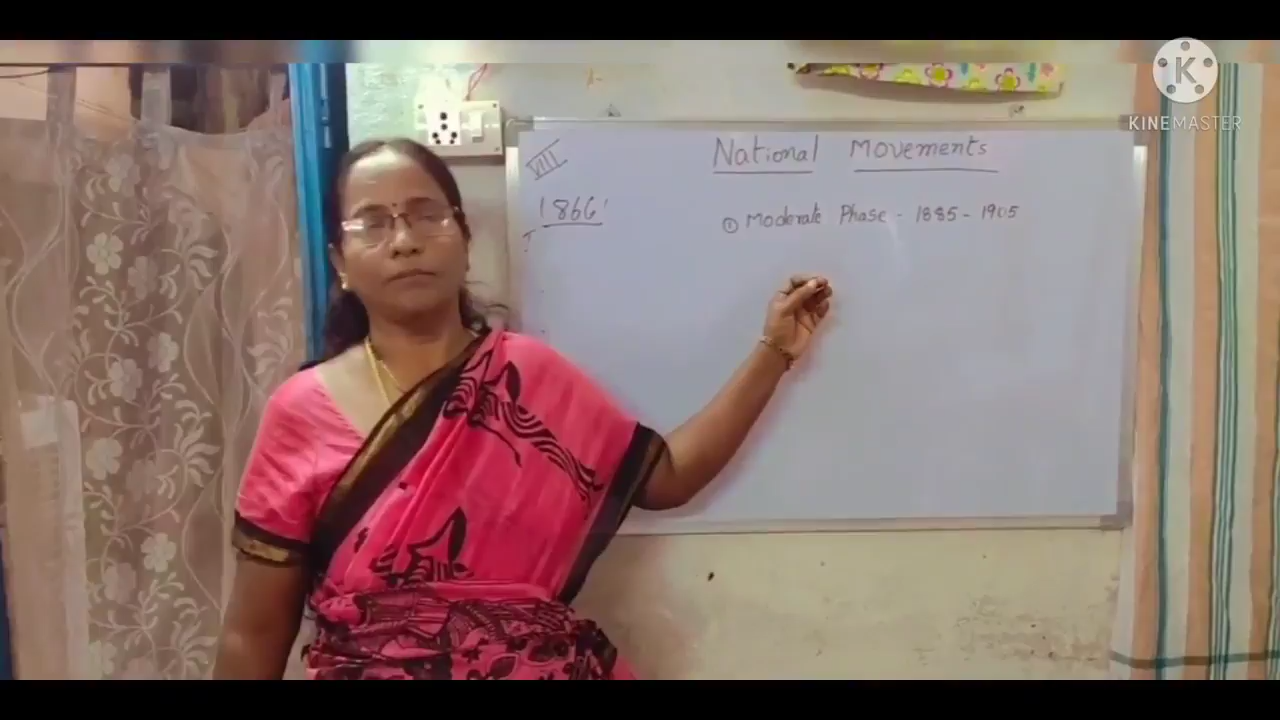 National Movements
VIII
1866
① Moderate Phase - 1885 - 1905
I
KINEMASTER